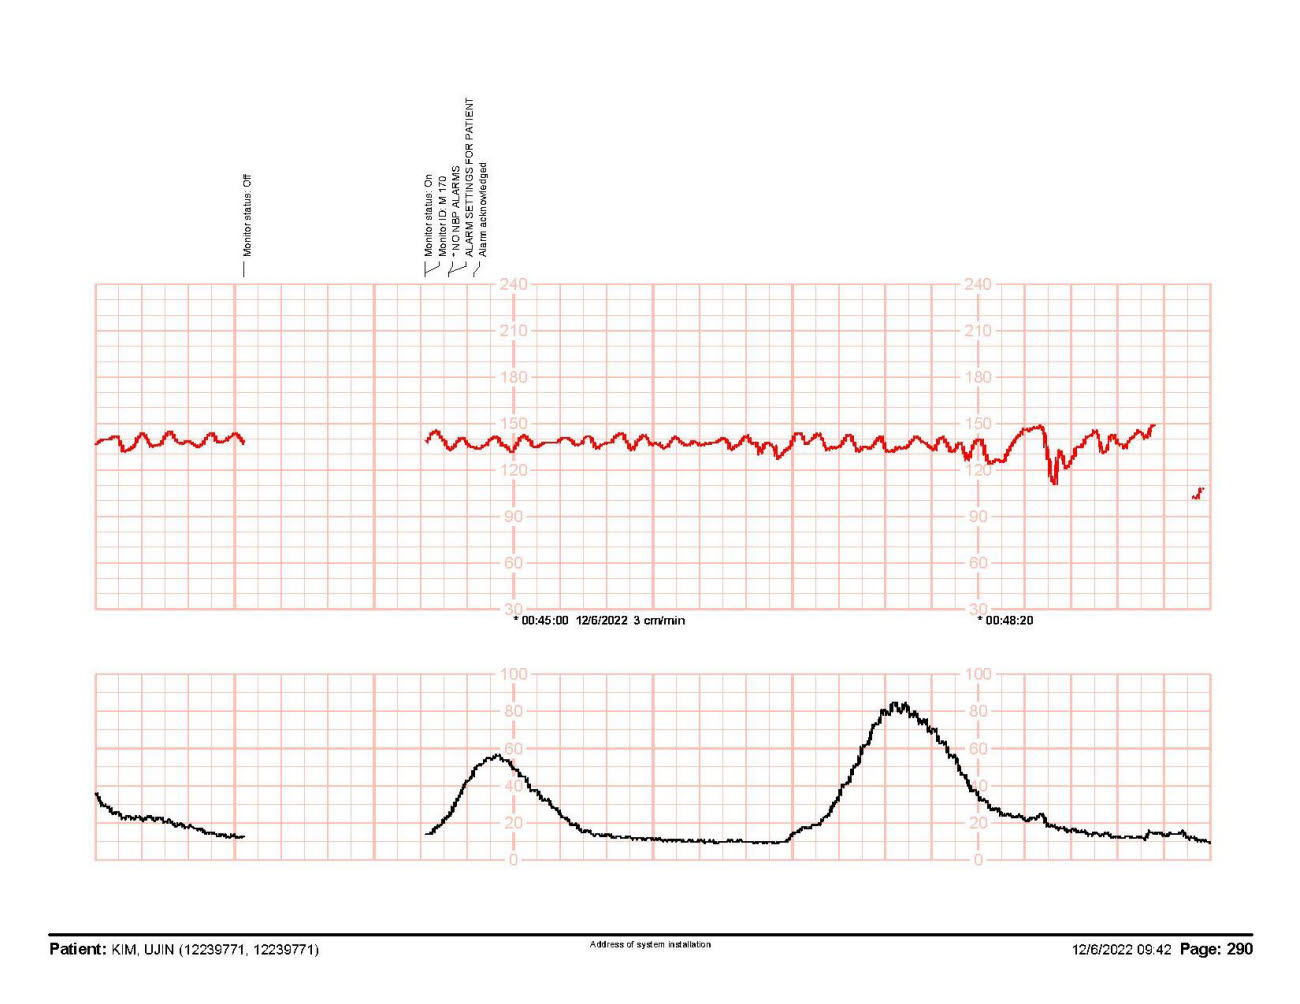 Monitor status: Off
Monitor status: On
Monitor ID: M 170
* NO NBP ALARMS
ALARM SETTINGS FOR PATIENT
Alarm acknowledged
240 240
210 210
180 180
150 150
120 120
90 90
60 60
30 30
* 00:45:00 12/6/2022 3 cm/min * 00:48:20
100 100
80 80
60 60
40 40
20 20
0 0
Patient: KIM, UJIN (12239771, 12239771) Address of system installation 12/6/2022 09:42 Page: 290